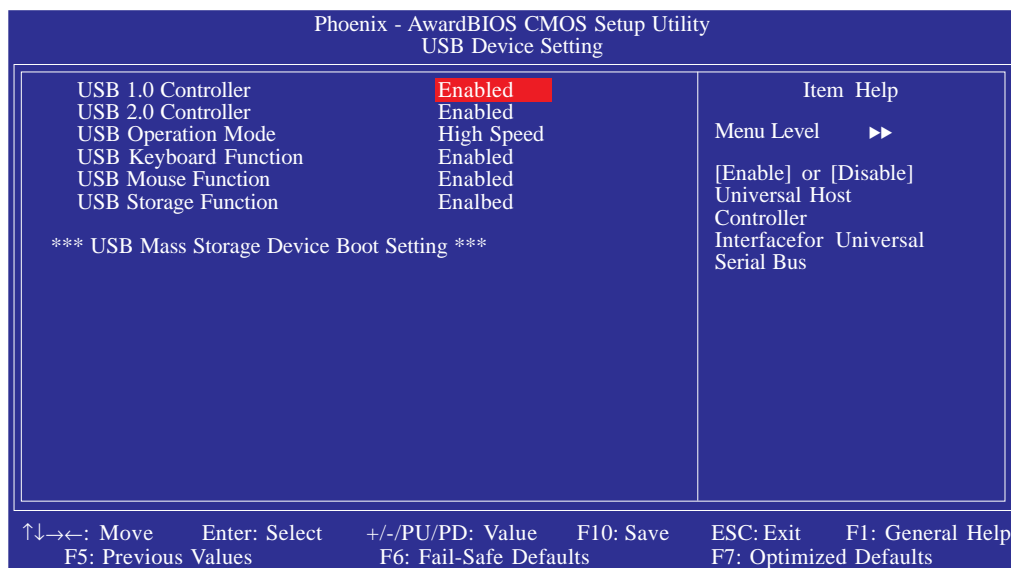 Phoenix - AwardBIOS CMOS Setup Utility
USB Device Setting
USB 1.0 Controller Enabled
USB 2.0 Controller Enabled
USB Operation Mode High Speed
USB Keyboard Function Enabled
USB Mouse Function Enabled
USB Storage Function Enalbed
*** USB Mass Storage Device Boot Setting ***
Item Help
Menu Level ▶▶
[Enable] or [Disable]
Universal Host
Controller
Interfacefor Universal
Serial Bus
↑↓→←: Move Enter: Select +/-/PU/PD: Value F10: Save ESC: Exit F1: General Help
F5: Previous Values F6: Fail-Safe Defaults F7: Optimized Defaults